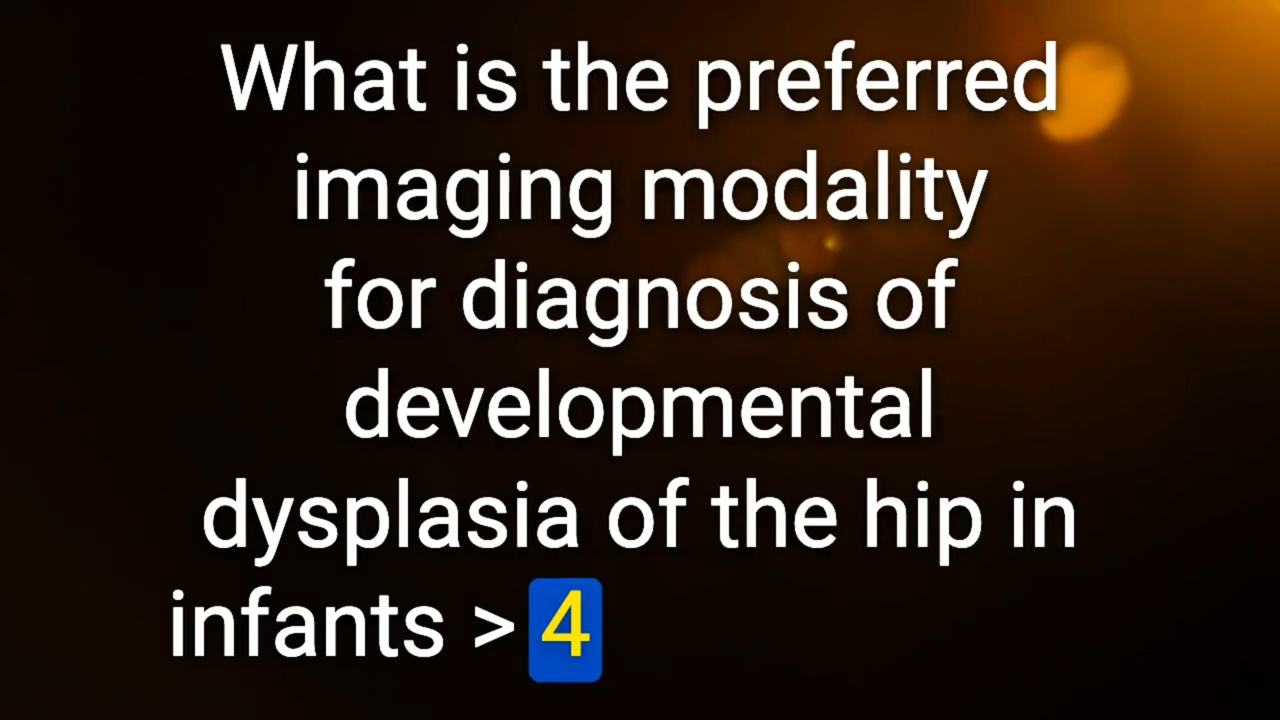 What is the preferred
imaging modality
for diagnosis of
developmental
dysplasia of the hip in
infants > 4